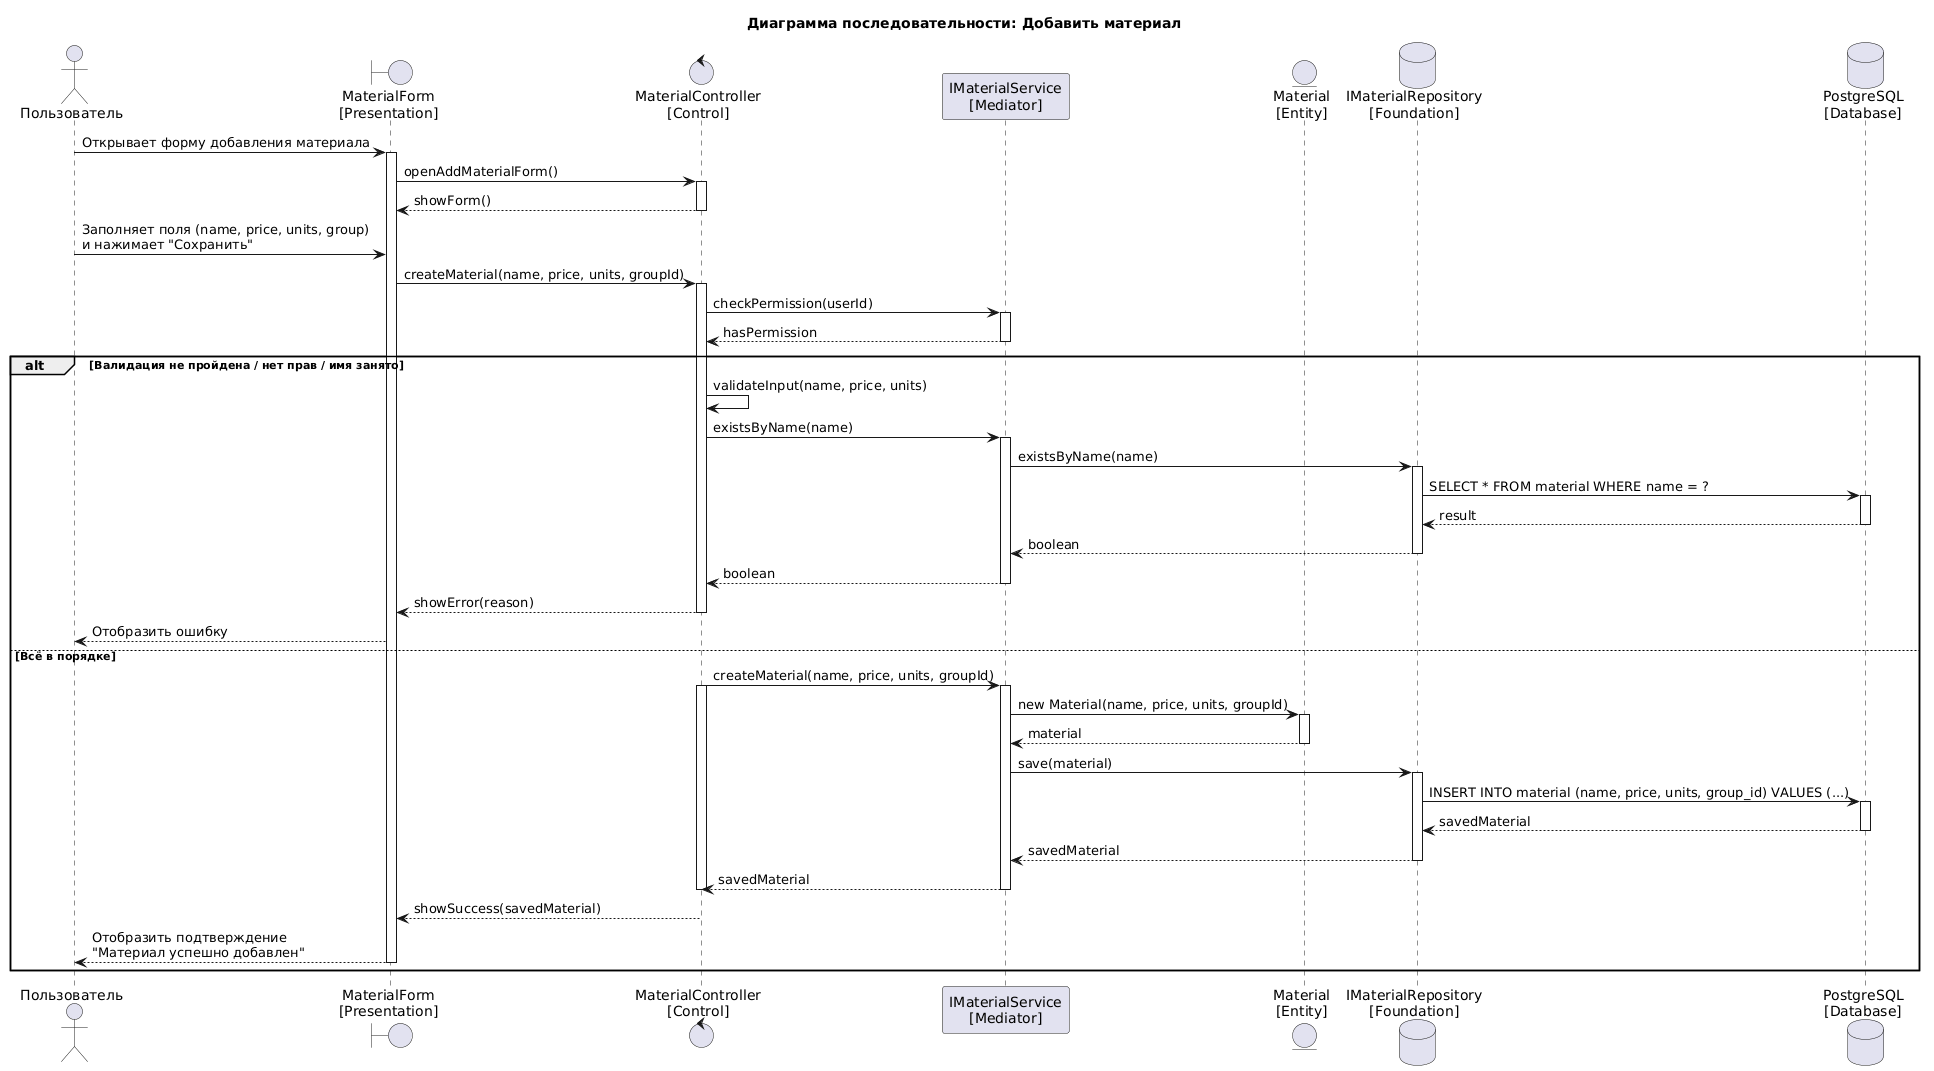 Диаграмма последовательности: Добавить материал
Пользователь
MaterialForm
[Presentation]
MaterialController
[Control]
IMaterialService
[Mediator]
Material
[Entity]
IMaterialRepository
[Foundation]
PostgreSQL
[Database]
Открывает форму добавления материала
openAddMaterialForm()
showForm()
Заполняет поля (name, price, units, group)
и нажимает "Сохранить"
createMaterial(name, price, units, groupId)
checkPermission(userId)
hasPermission
alt
[Валидация не пройдена / нет прав / имя занято]
validateInput(name, price, units)
existsByName(name)
existsByName(name)
SELECT * FROM material WHERE name = ?
result
boolean
boolean
showError(reason)
Отобразить ошибку
[Всё в порядке]
createMaterial(name, price, units, groupId)
new Material(name, price, units, groupId)
material
save(material)
INSERT INTO material (name, price, units, group_id) VALUES (...)
savedMaterial
savedMaterial
savedMaterial
showSuccess(savedMaterial)
Отобразить подтверждение
"Материал успешно добавлен"
Пользователь
MaterialForm
[Presentation]
MaterialController
[Control]
IMaterialService
[Mediator]
Material
[Entity]
IMaterialRepository
[Foundation]
PostgreSQL
[Database]